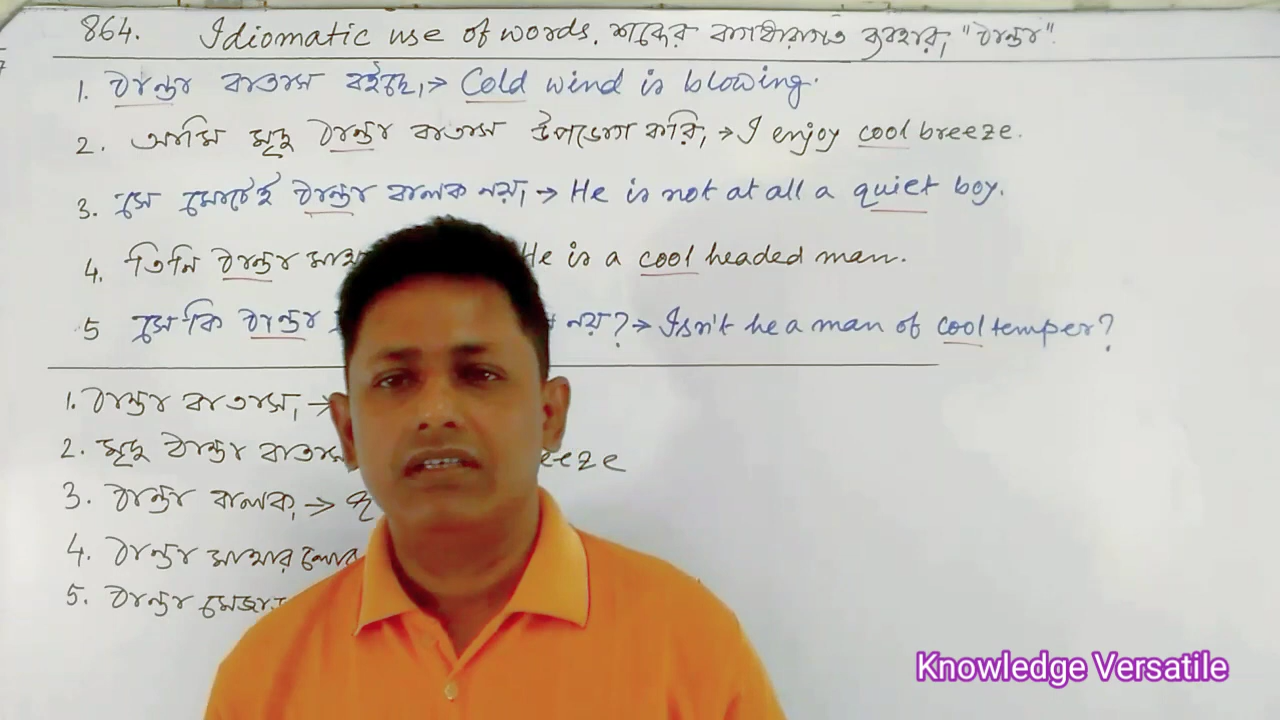 864. Idiomatic use of words, শব্দের বাগধারাগত ব্যবহার, "ঠাণ্ডা"
1. ঠাণ্ডা বাতাস বইছে, → Cold wind is blowing.
2. আমি মৃদু ঠাণ্ডা বাতাস উপভোগ করি, → I enjoy cool breeze.
3. সে মোটেই ঠাণ্ডা বালক নয়, → He is not at all a quiet boy.
4. তিনি ঠাণ্ডা He is a cool headed man.
5 সে কি ঠাণ্ডা নয়? → Isn't he a man of cool temper?
1. ঠাণ্ডা বাতাস, →
2. মৃদু ঠাণ্ডা বাতাস eeze
3. ঠাণ্ডা বালক, → q
4. ঠাণ্ডা মাথার লোক
5. ঠাণ্ডা মেজা
Knowledge Versatile